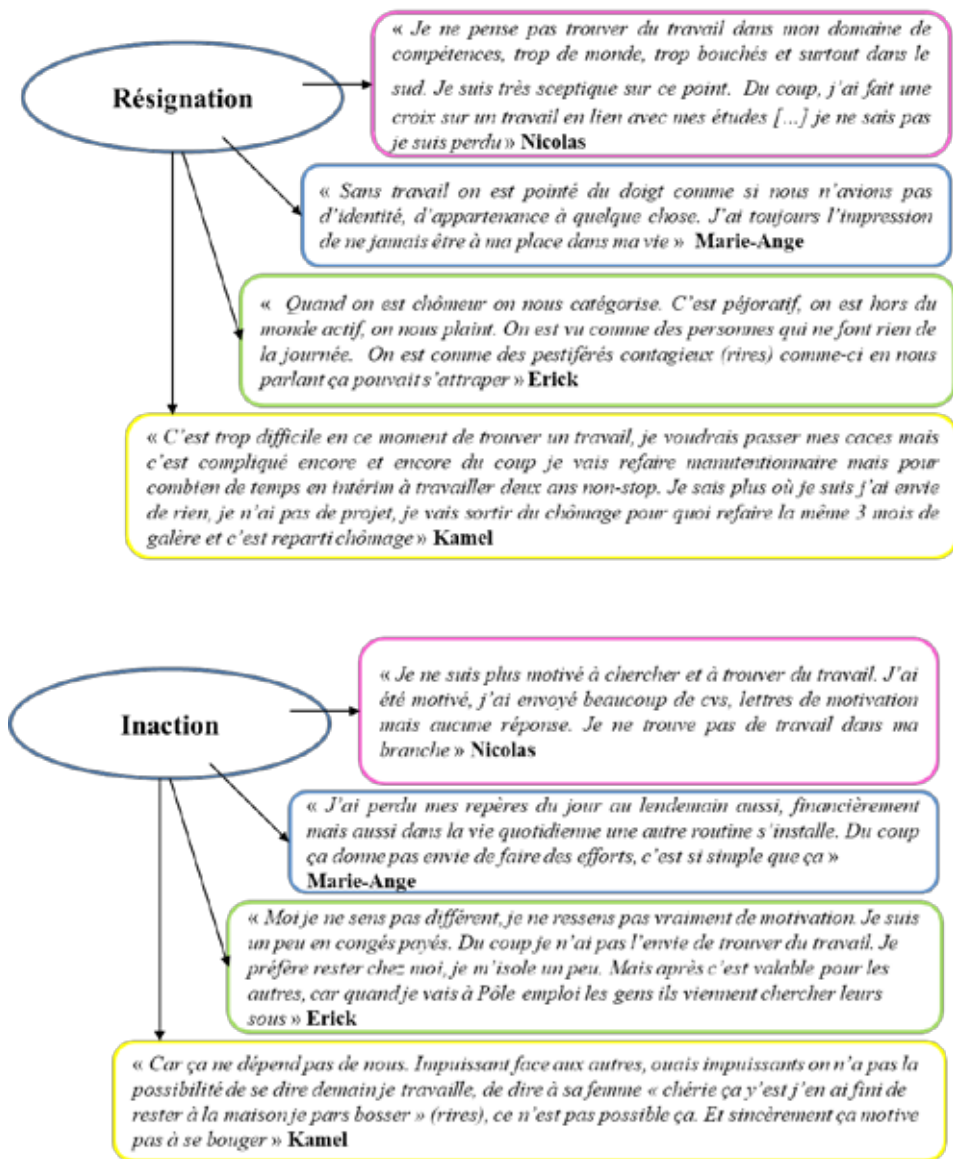 « Je ne pense pas trouver du travail dans mon domaine de
compétences, trop de monde, trop bouchés et surtout dans le
sud. Je suis très sceptique sur ce point. Du coup, j'ai fait une
croix sur un travail en lien avec mes études [...] je ne sais pas
je suis perdu » Nicolas
Résignation
« Sans travail on est pointé du doigt comme si nous n'avions pas
d'identité, d'appartenance à quelque chose. J'ai toujours l'impression
de ne jamais être à ma place dans ma vie » Marie-Ange
« Quand on est chômeur on nous catégorise. C'est péjoratif, on est hors du
monde actif, on nous plaint. On est vu comme des personnes qui ne font rien de
la journée. On est comme des pestiférés contagieux (rires) comme-ci en nous
parlant ça pouvait s'attraper » Erick
« C'est trop difficile en ce moment de trouver un travail, je voudrais passer mes caces mais
c'est compliqué encore et encore du coup je vais refaire manutentionnaire mais pour
combien de temps en intérim à travailler deux ans non-stop. Je sais plus où je suis j'ai envie
de rien, je n'ai pas de projet, je vais sortir du chômage pour quoi refaire la même 3 mois de
galère et c'est reparti chômage » Kamel
« Je ne suis plus motivé à chercher et à trouver du travail. J'ai
été motivé, j'ai envoyé beaucoup de cvs, lettres de motivation
mais aucune réponse. Je ne trouve pas de travail dans ma
branche » Nicolas
Inaction
« J'ai perdu mes repères du jour au lendemain aussi, financièrement
mais aussi dans la vie quotidienne une autre routine s'installe. Du coup
ça donne pas envie de faire des efforts, c'est si simple que ça »
Marie-Ange
« Moi je ne sens pas différent, je ne ressens pas vraiment de motivation. Je suis
un peu en congés payés. Du coup je n'ai pas l'envie de trouver du travail. Je
préfère rester chez moi, je m'isole un peu. Mais après c'est valable pour les
autres, car quand je vais à Pôle emploi les gens ils viennent chercher leurs
sous » Erick
« Car ça ne dépend pas de nous. Impuissant face aux autres, ouais impuissants on n'a pas la
possibilité de se dire demain je travaille, de dire à sa femme « chérie ça y'est j'en ai fini de
rester à la maison je pars bosser » (rires), ce n'est pas possible ça. Et sincèrement ça motive
pas à se bouger » Kamel